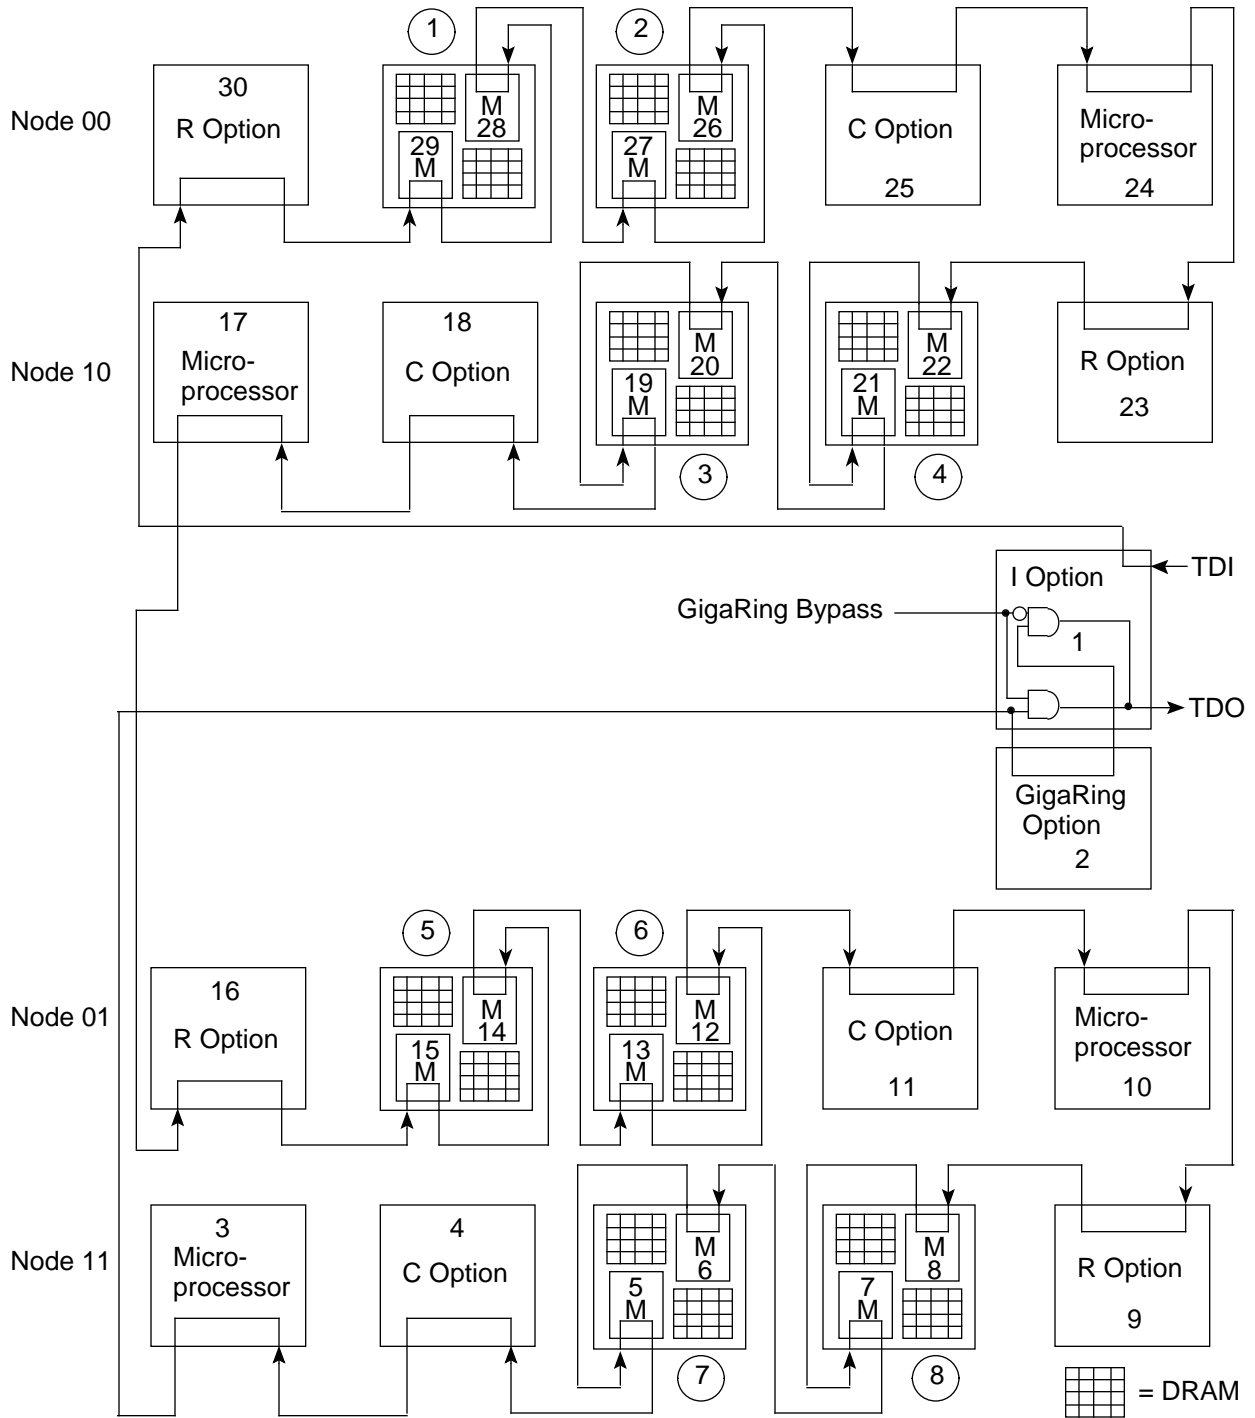 1
2
Node 00
30
R Option
M
28
29
M
M
26
27
M
C Option
25
Micro-
processor
24
Node 10
17
Micro-
processor
18
C Option
M
20
19
M
M
22
21
M
R Option
23
3
4
TDI
I Option
GigaRing Bypass
1
TDO
GigaRing
Option
2
5
6
Node 01
16
R Option
M
14
15
M
M
12
13
M
C Option
11
Micro-
processor
10
Node 11
3
Micro-
processor
4
C Option
M
6
5
M
M
8
7
M
R Option
9
7
8
= DRAM